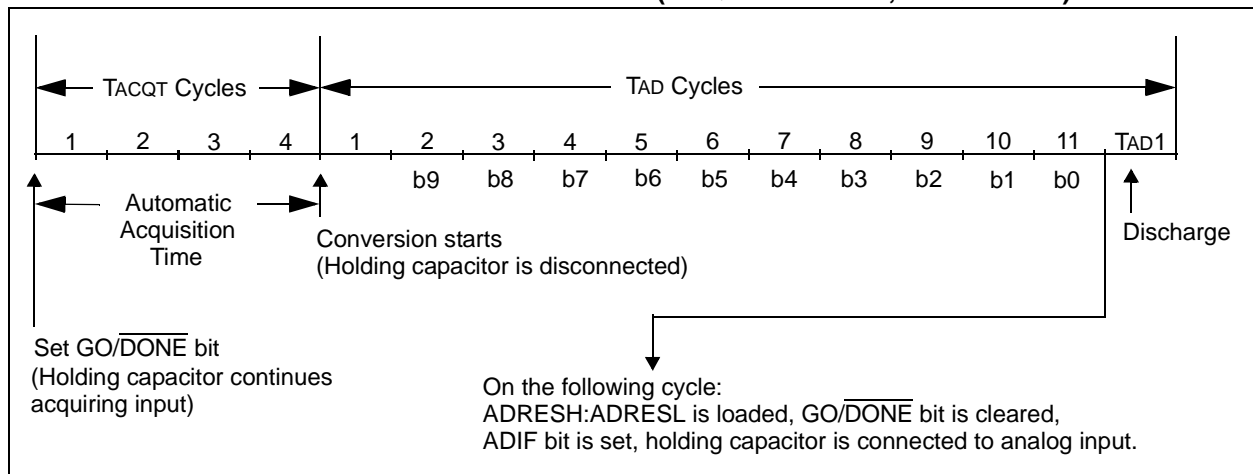 TACQT Cycles
TAD Cycles
1 2 3 4 1 2 3 4 5 6 7 8 9 10 11 TAD1
b9 b8 b7 b6 b5 b4 b3 b2 b1 b0
Automatic
Acquisition
Time
Conversion starts
(Holding capacitor is disconnected)
Discharge
Set GO/DONE bit
(Holding capacitor continues
acquiring input)
On the following cycle:
ADRESH:ADRESL is loaded, GO/DONE bit is cleared,
ADIF bit is set, holding capacitor is connected to analog input.